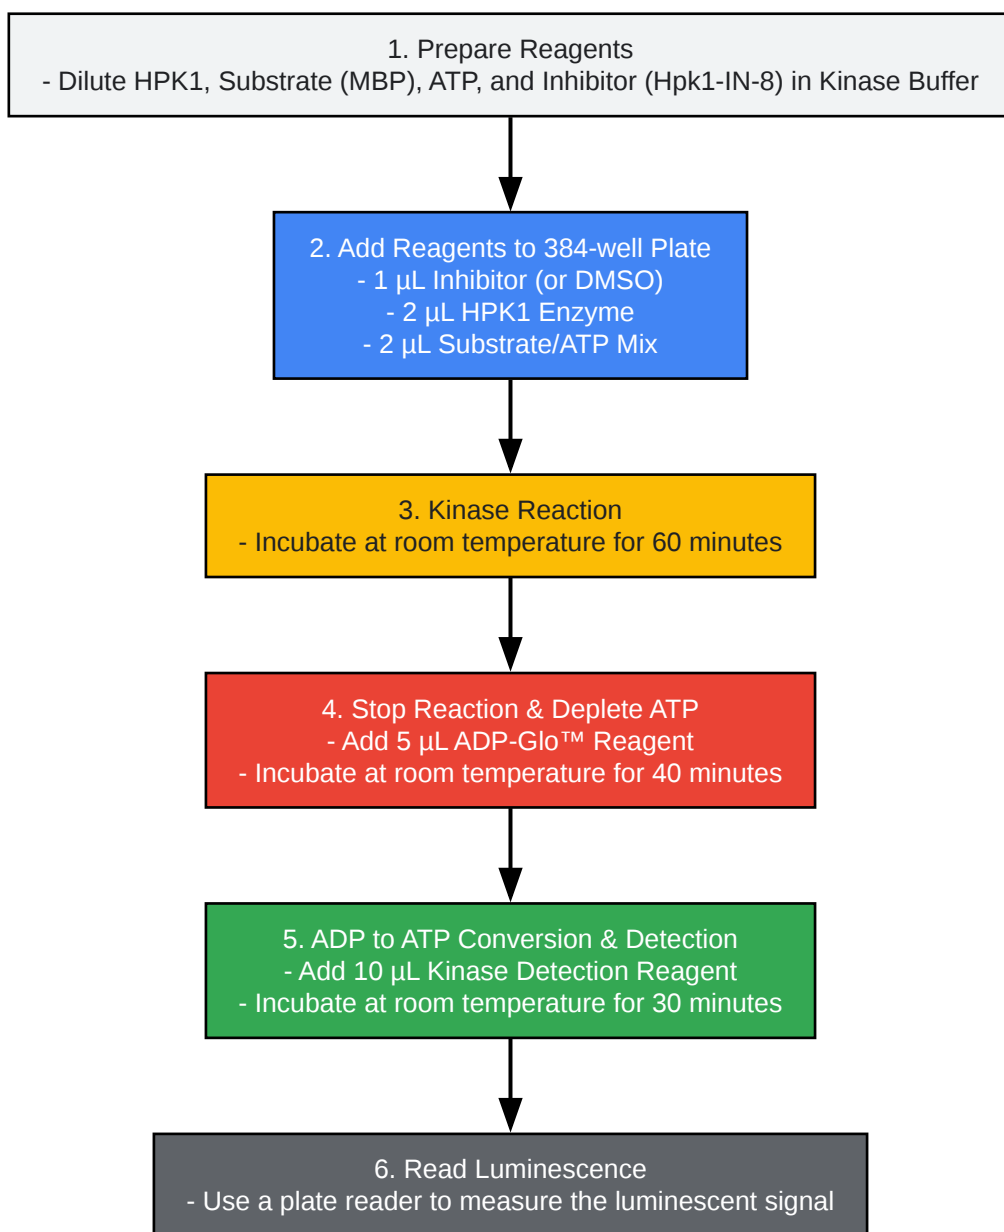 1. Prepare Reagents
- Dilute HPK1, Substrate (MBP), ATP, and Inhibitor (Hpk1-IN-8) in Kinase Buffer
2. Add Reagents to 384-well Plate
- 1 µL Inhibitor (or DMSO)
- 2 µL HPK1 Enzyme
- 2 µL Substrate/ATP Mix
3. Kinase Reaction
- Incubate at room temperature for 60 minutes
4. Stop Reaction & Deplete ATP
- Add 5 µL ADP-Glo™ Reagent
- Incubate at room temperature for 40 minutes
5. ADP to ATP Conversion & Detection
- Add 10 µL Kinase Detection Reagent
- Incubate at room temperature for 30 minutes
6. Read Luminescence
- Use a plate reader to measure the luminescent signal